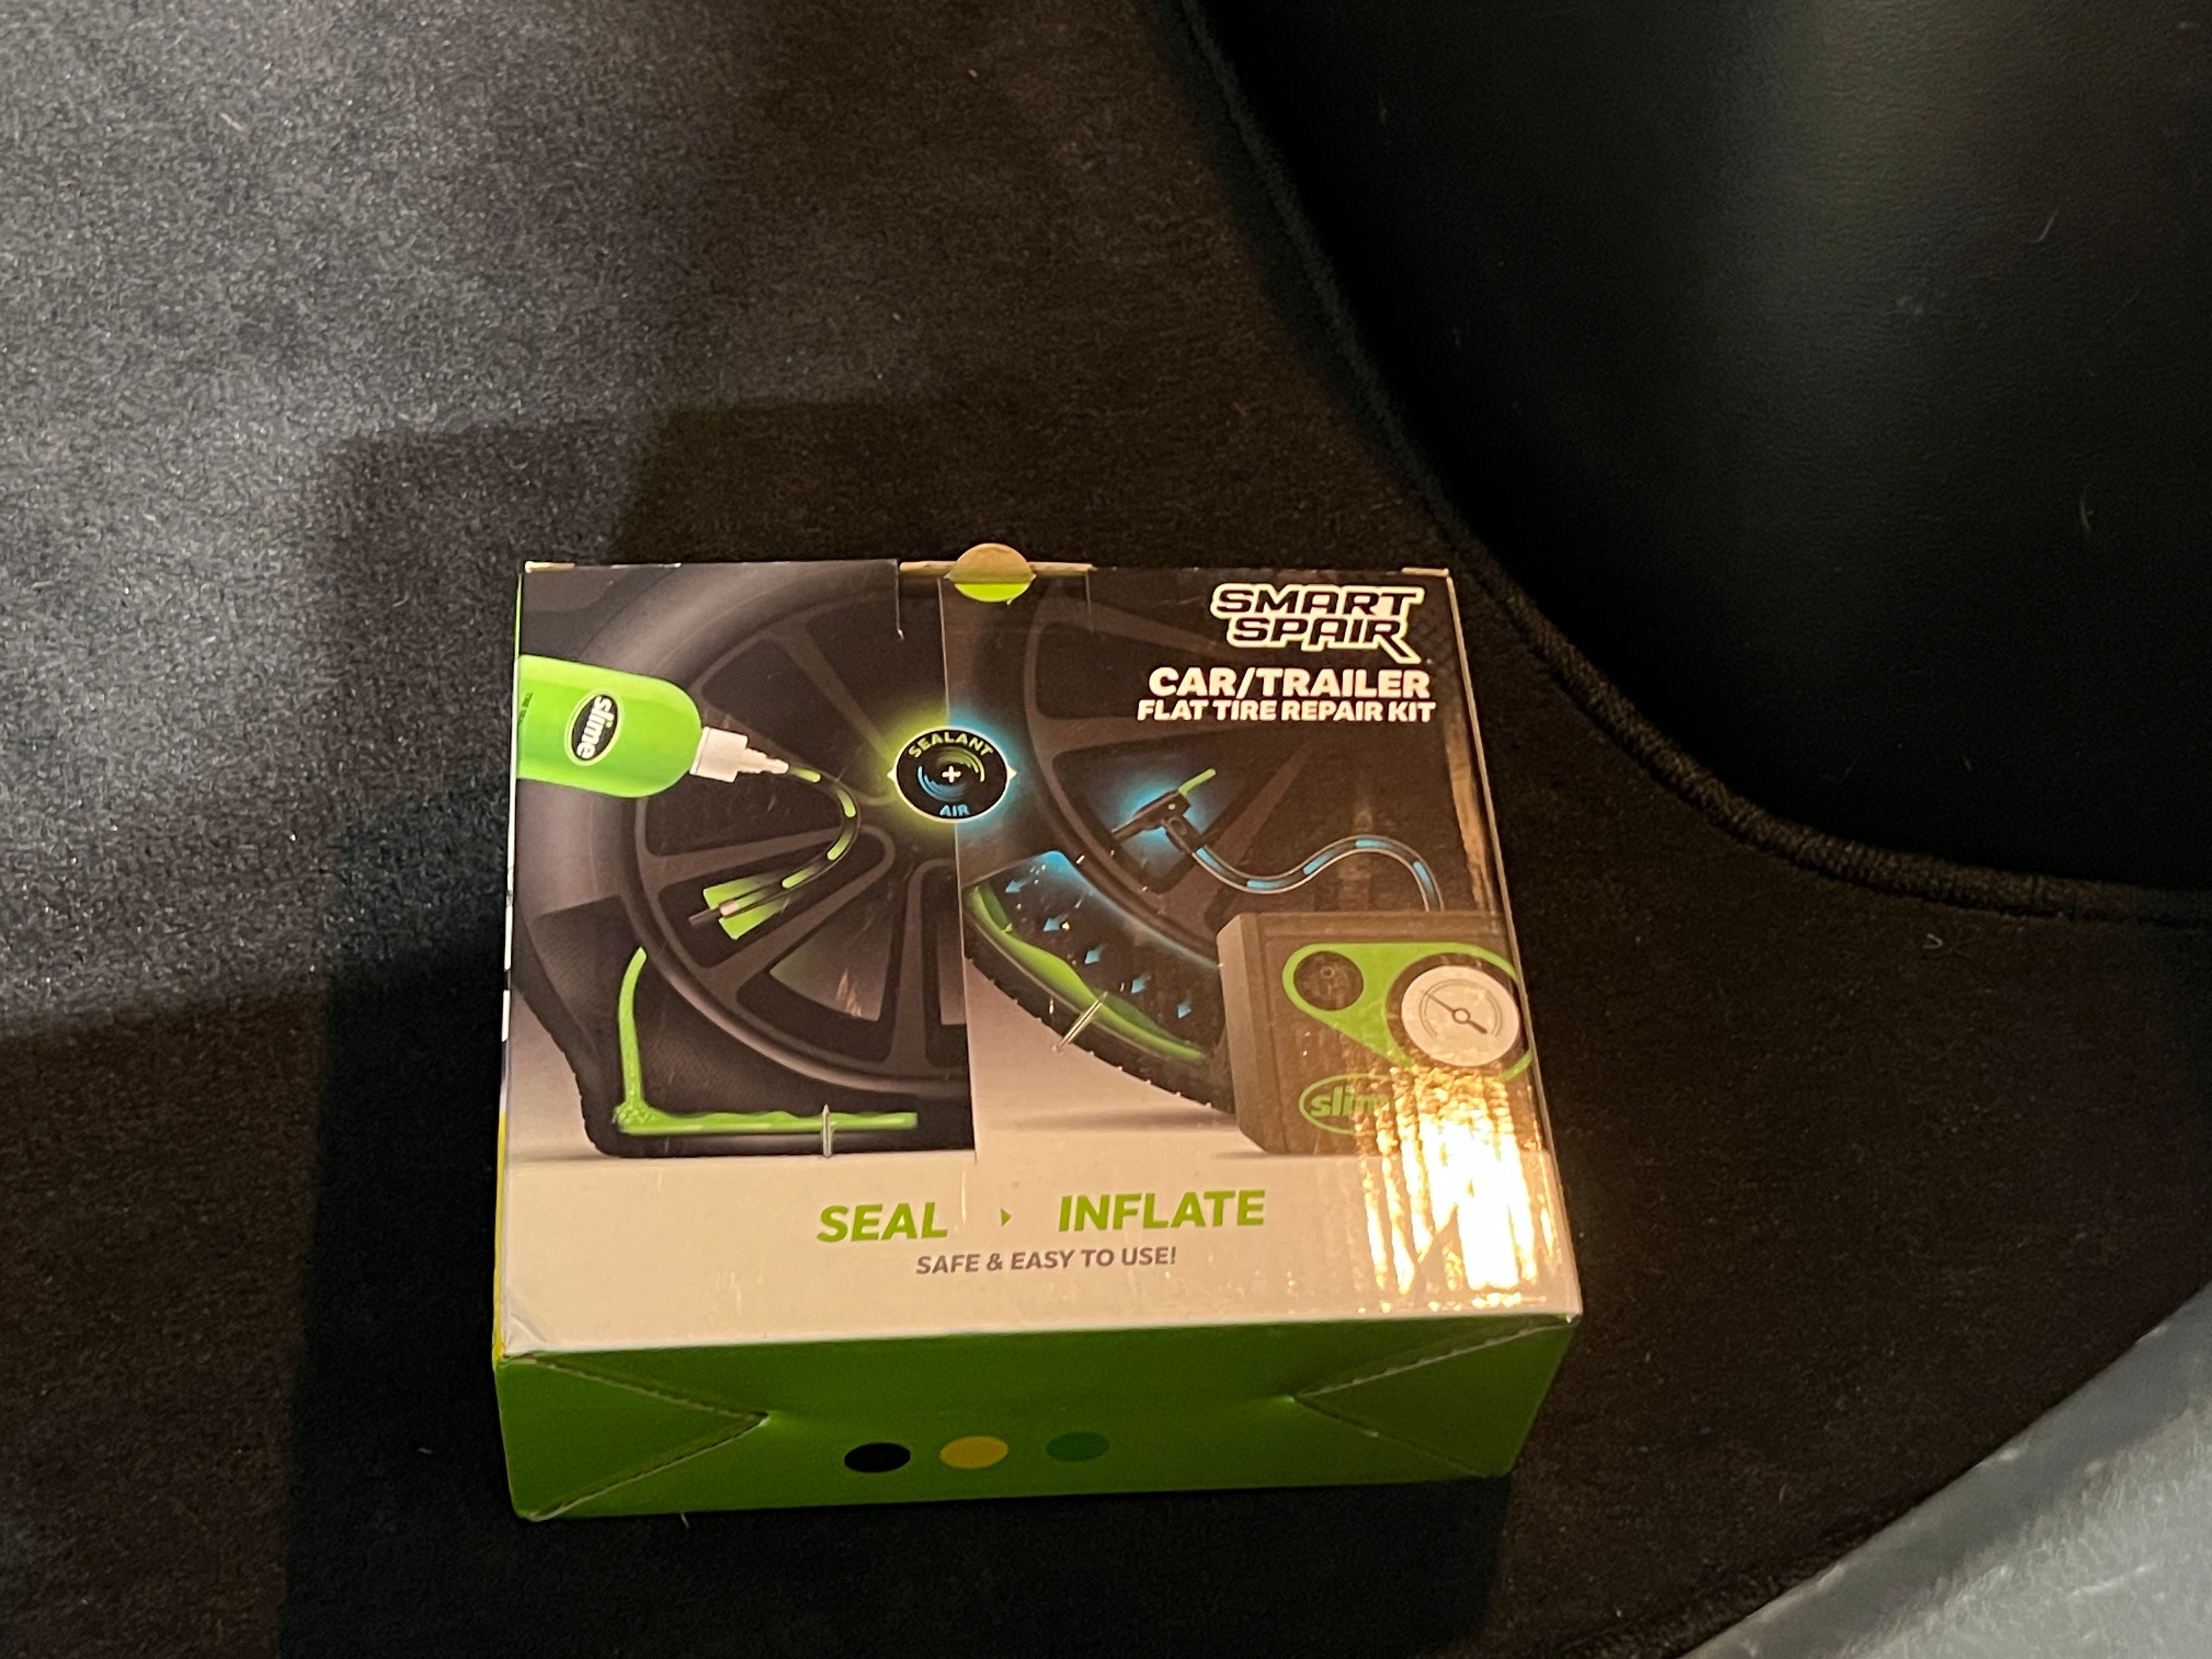 SMART
SPAIR
CAR/TRAILER
FLAT TIRE REPAIR KIT
slime
SEALANT
+
AIR
slime
SEAL INFLATE
SAFE & EASY TO USE!